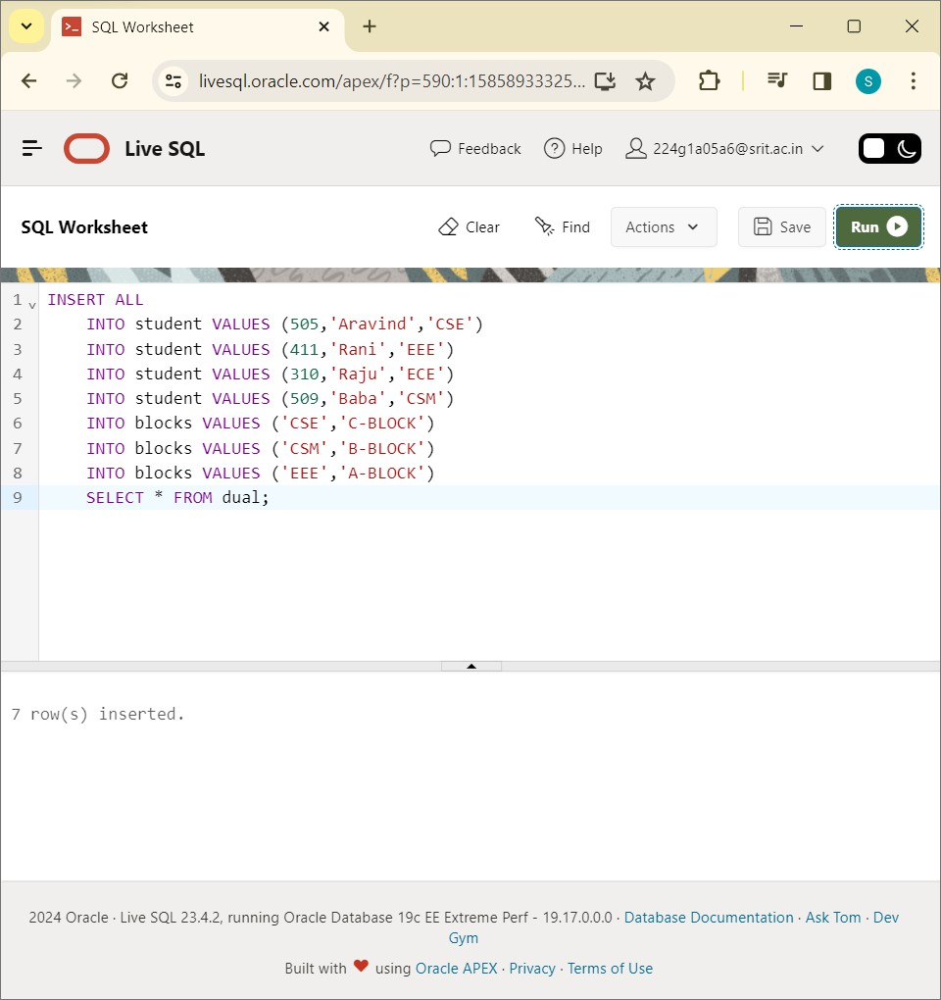 SQL Worksheet
livesql.oracle.com/apex/f?p=590:1:15858933325...
S
Live SQL
Feedback
Help
224g1a05a6@srit.ac.in
SQL Worksheet
Clear
Find
Actions
Save
Run
1 INSERT ALL
2 INTO student VALUES (505,'Aravind','CSE')
3 INTO student VALUES (411,'Rani','EEE')
4 INTO student VALUES (310,'Raju','ECE')
5 INTO student VALUES (509,'Baba','CSM')
6 INTO blocks VALUES ('CSE','C-BLOCK')
7 INTO blocks VALUES ('CSM','B-BLOCK')
8 INTO blocks VALUES ('EEE','A-BLOCK')
9 SELECT * FROM dual;
7 row(s) inserted.
2024 Oracle · Live SQL 23.4.2, running Oracle Database 19c EE Extreme Perf - 19.17.0.0.0 · Database Documentation · Ask Tom · Dev
Gym
Built with ❤ using Oracle APEX · Privacy · Terms of Use